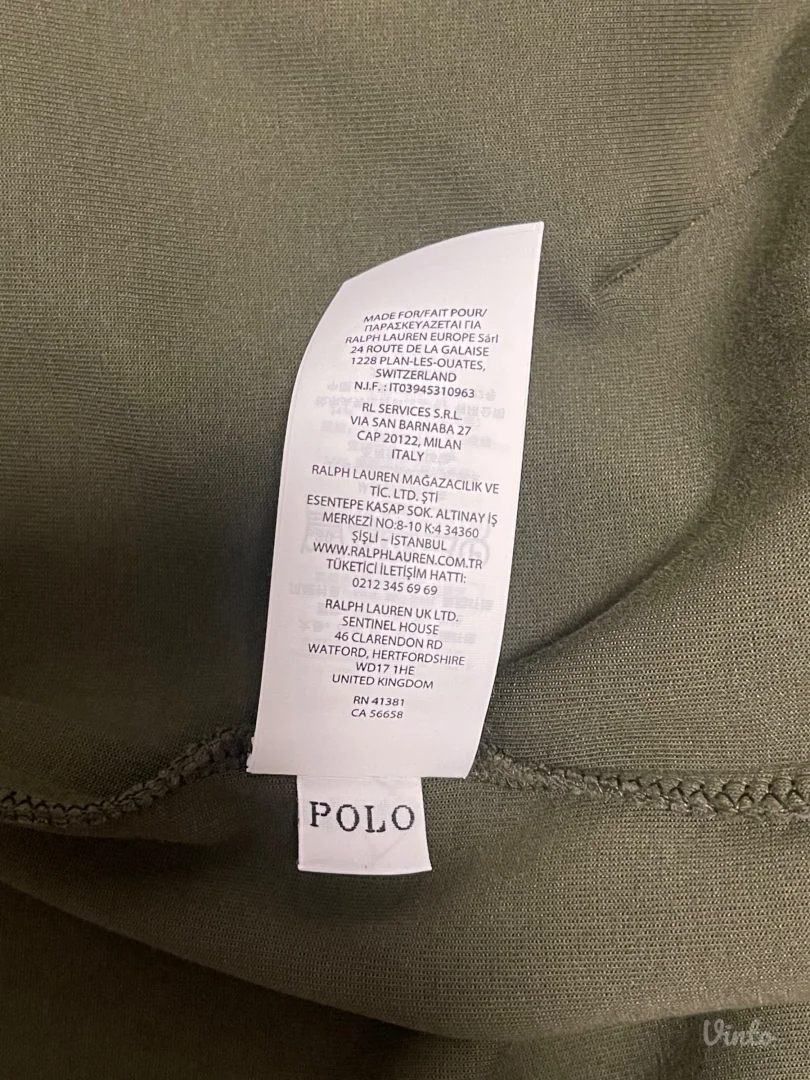 MADE FOR/FAIT POUR/
ΠΑΡΑΣΚΕΥΑΖΕΤΑΙ ΓΙΑ
RALPH LAUREN EUROPE Sàrl
24 ROUTE DE LA GALAISE
1228 PLAN-LES-OUATES,
SWITZERLAND
N.I.F. : IT03945310963
RL SERVICES S.R.L.
VIA SAN BARNABA 27
CAP 20122, MILAN
ITALY
RALPH LAUREN MAĞAZACILIK VE
TİC. LTD. ŞTİ
ESENTEPE KASAP SOK. ALTINAY İŞ
MERKEZİ NO:8-10 K:4 34360
ŞİŞLİ – İSTANBUL
WWW.RALPHLAUREN.COM.TR
TÜKETİCİ İLETİŞİM HATTI:
0212 345 69 69
RALPH LAUREN UK LTD.
SENTINEL HOUSE
46 CLARENDON RD
WATFORD, HERTFORDSHIRE
WD17 1HE
UNITED KINGDOM
RN 41381
CA 56658
POLO
Vinto